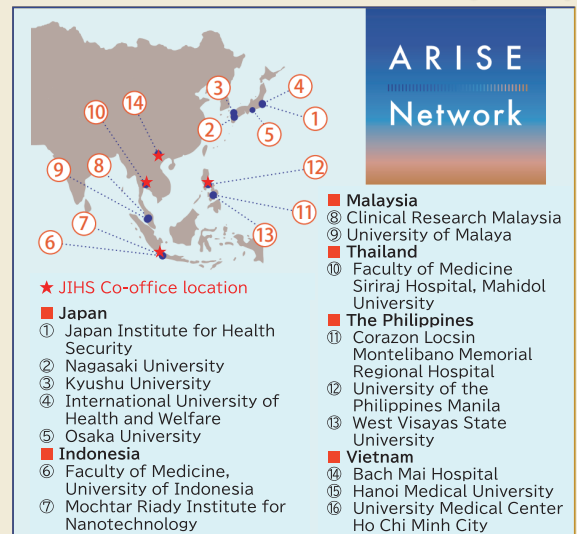 ARISE
Network
③
④
⑭
⑩
①
②
⑤
⑧
⑨
⑫
⑦
⑪
⑥
⑬
★ JIHS Co-office location
■ Japan
① Japan Institute for Health
Security
② Nagasaki University
③ Kyushu University
④ International University of
Health and Welfare
⑤ Osaka University
■ Indonesia
⑥ Faculty of Medicine,
University of Indonesia
⑦ Mochtar Riady Institute for
Nanotechnology
■ Malaysia
⑧ Clinical Research Malaysia
⑨ University of Malaya
■ Thailand
⑩ Faculty of Medicine
Siriraj Hospital, Mahidol
University
■ The Philippines
⑪ Corazon Locsin
Montelibano Memorial
Regional Hospital
⑫ University of the
Philippines Manila
⑬ West Visayas State
University
■ Vietnam
⑭ Bach Mai Hospital
⑮ Hanoi Medical University
⑯ University Medical Center
Ho Chi Minh City